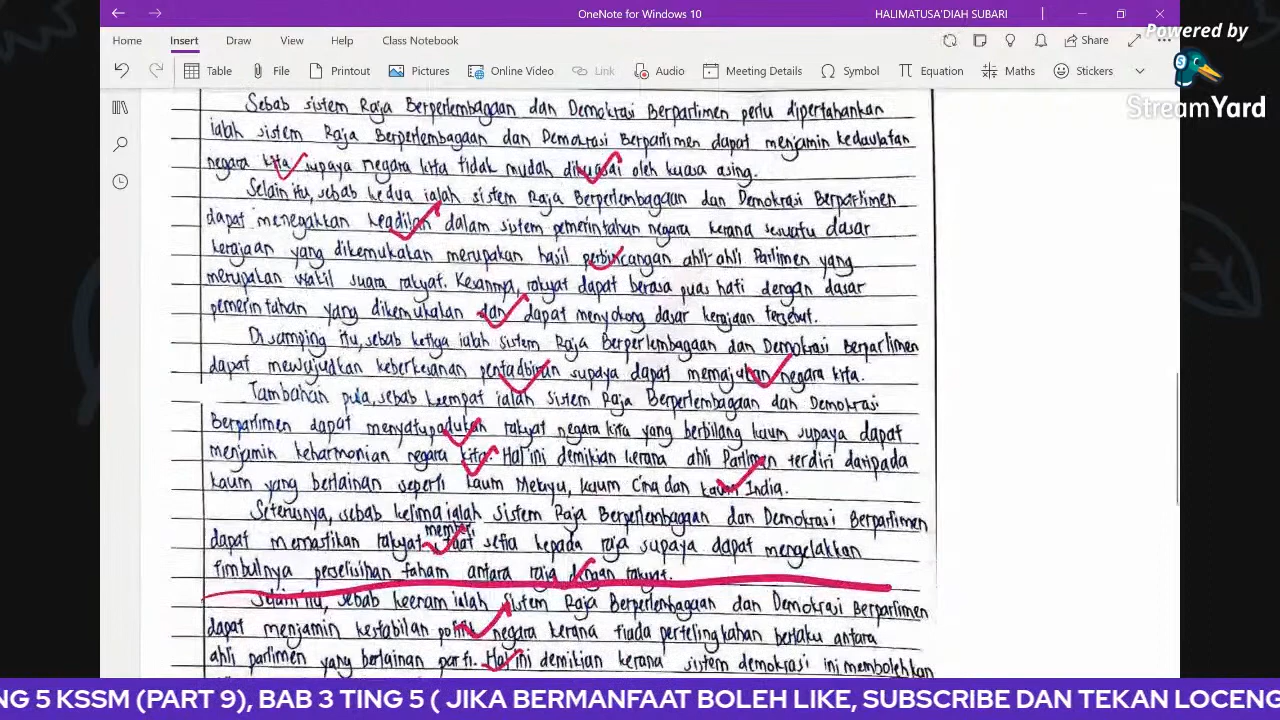 OneNote for Windows 10
HALIMATUSA'DIAH SUBARI
Powered by
StreamYard
Home Insert Draw View Help Class Notebook
Share
Table File Printout Pictures Online Video Link Audio Meeting Details Symbol Equation Maths Stickers
Sebab sistem Raja Berperlembagaan dan Demokrasi Berparlimen perlu dipertahankan
ialah sistem Raja Berperlembagaan dan Demokrasi Berparlimen dapat menjamin kedaulatan
negara kita supaya negara kita tidak mudah dikuasai oleh kuasa asing.
Selain itu, sebab kedua ialah sistem Raja Berperlembagaan dan Demokrasi Berparlimen
dapat menegakkan keadilan dalam sistem pemerintahan negara kerana sesuatu dasar
kerajaan yang dikemukakan merupakan hasil perbincangan ahli-ahli Parlimen yang
merupakan wakil suara rakyat. Kesannya, rakyat dapat berasa puas hati dengan dasar
pemerintahan yang dikemukakan dan dapat menyokong dasar kerajaan tersebut.
Di samping itu, sebab ketiga ialah sistem Raja Berperlembagaan dan Demokrasi Berparlimen
dapat mewujudkan keberkesanan pentadbiran supaya dapat memajukan negara kita.
Tambahan pula, sebab keempat ialah sistem Raja Berperlembagaan dan Demokrasi
Berparlimen dapat menyatupadukan rakyat negara kita yang berbilang kaum supaya dapat
menjamin keharmonian negara kita. Hal ini demikian kerana ahli Parlimen terdiri daripada
kaum yang berlainan seperti kaum Melayu, kaum Cina dan kaum India.
Seterusnya, sebab kelima ialah sistem Raja Berperlembagaan dan Demokrasi Berparlimen
dapat memastikan rakyat taat setia kepada raja supaya dapat mengelakkan
timbulnya perselisihan faham antara raja dengan rakyat.
Selain itu, sebab keenam ialah sistem Raja Berperlembagaan dan Demokrasi Berparlimen
dapat menjamin kestabilan politik negara kerana tiada pertelingkahan berlaku antara
ahli parlimen yang berlainan parti. Hal ini demikian kerana sistem demokrasi ini membolehkan
NG 5 KSSM (PART 9), BAB 3 TING 5 ( JIKA BERMANFAAT BOLEH LIKE, SUBSCRIBE DAN TEKAN LOCENG